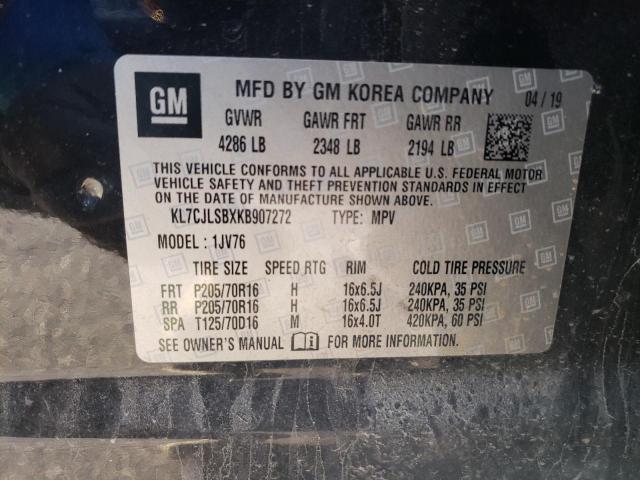 GM MFD BY GM KOREA COMPANY 04/19
GVWR GAWR FRT GAWR RR
4286 LB 2348 LB 2194 LB
THIS VEHICLE CONFORMS TO ALL APPLICABLE U.S. FEDERAL MOTOR
VEHICLE SAFETY AND THEFT PREVENTION STANDARDS IN EFFECT
ON THE DATE OF MANUFACTURE SHOWN ABOVE.
KL7CJLSBXKB907272 TYPE: MPV
MODEL: 1JV76
TIRE SIZE SPEED RTG RIM COLD TIRE PRESSURE
FRT P205/70R16 H 16x6.5J 240KPA, 35 PSI
RR P205/70R16 H 16x6.5J 240KPA, 35 PSI
SPA T125/70D16 M 16x4.0T 420KPA, 60 PSI
SEE OWNER'S MANUAL i FOR MORE INFORMATION.